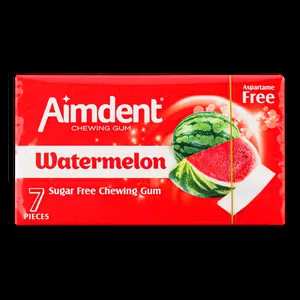 Aspartame
Free
Aimdent
CHEWING GUM
Watermelon
7
PIECES
Sugar Free Chewing Gum